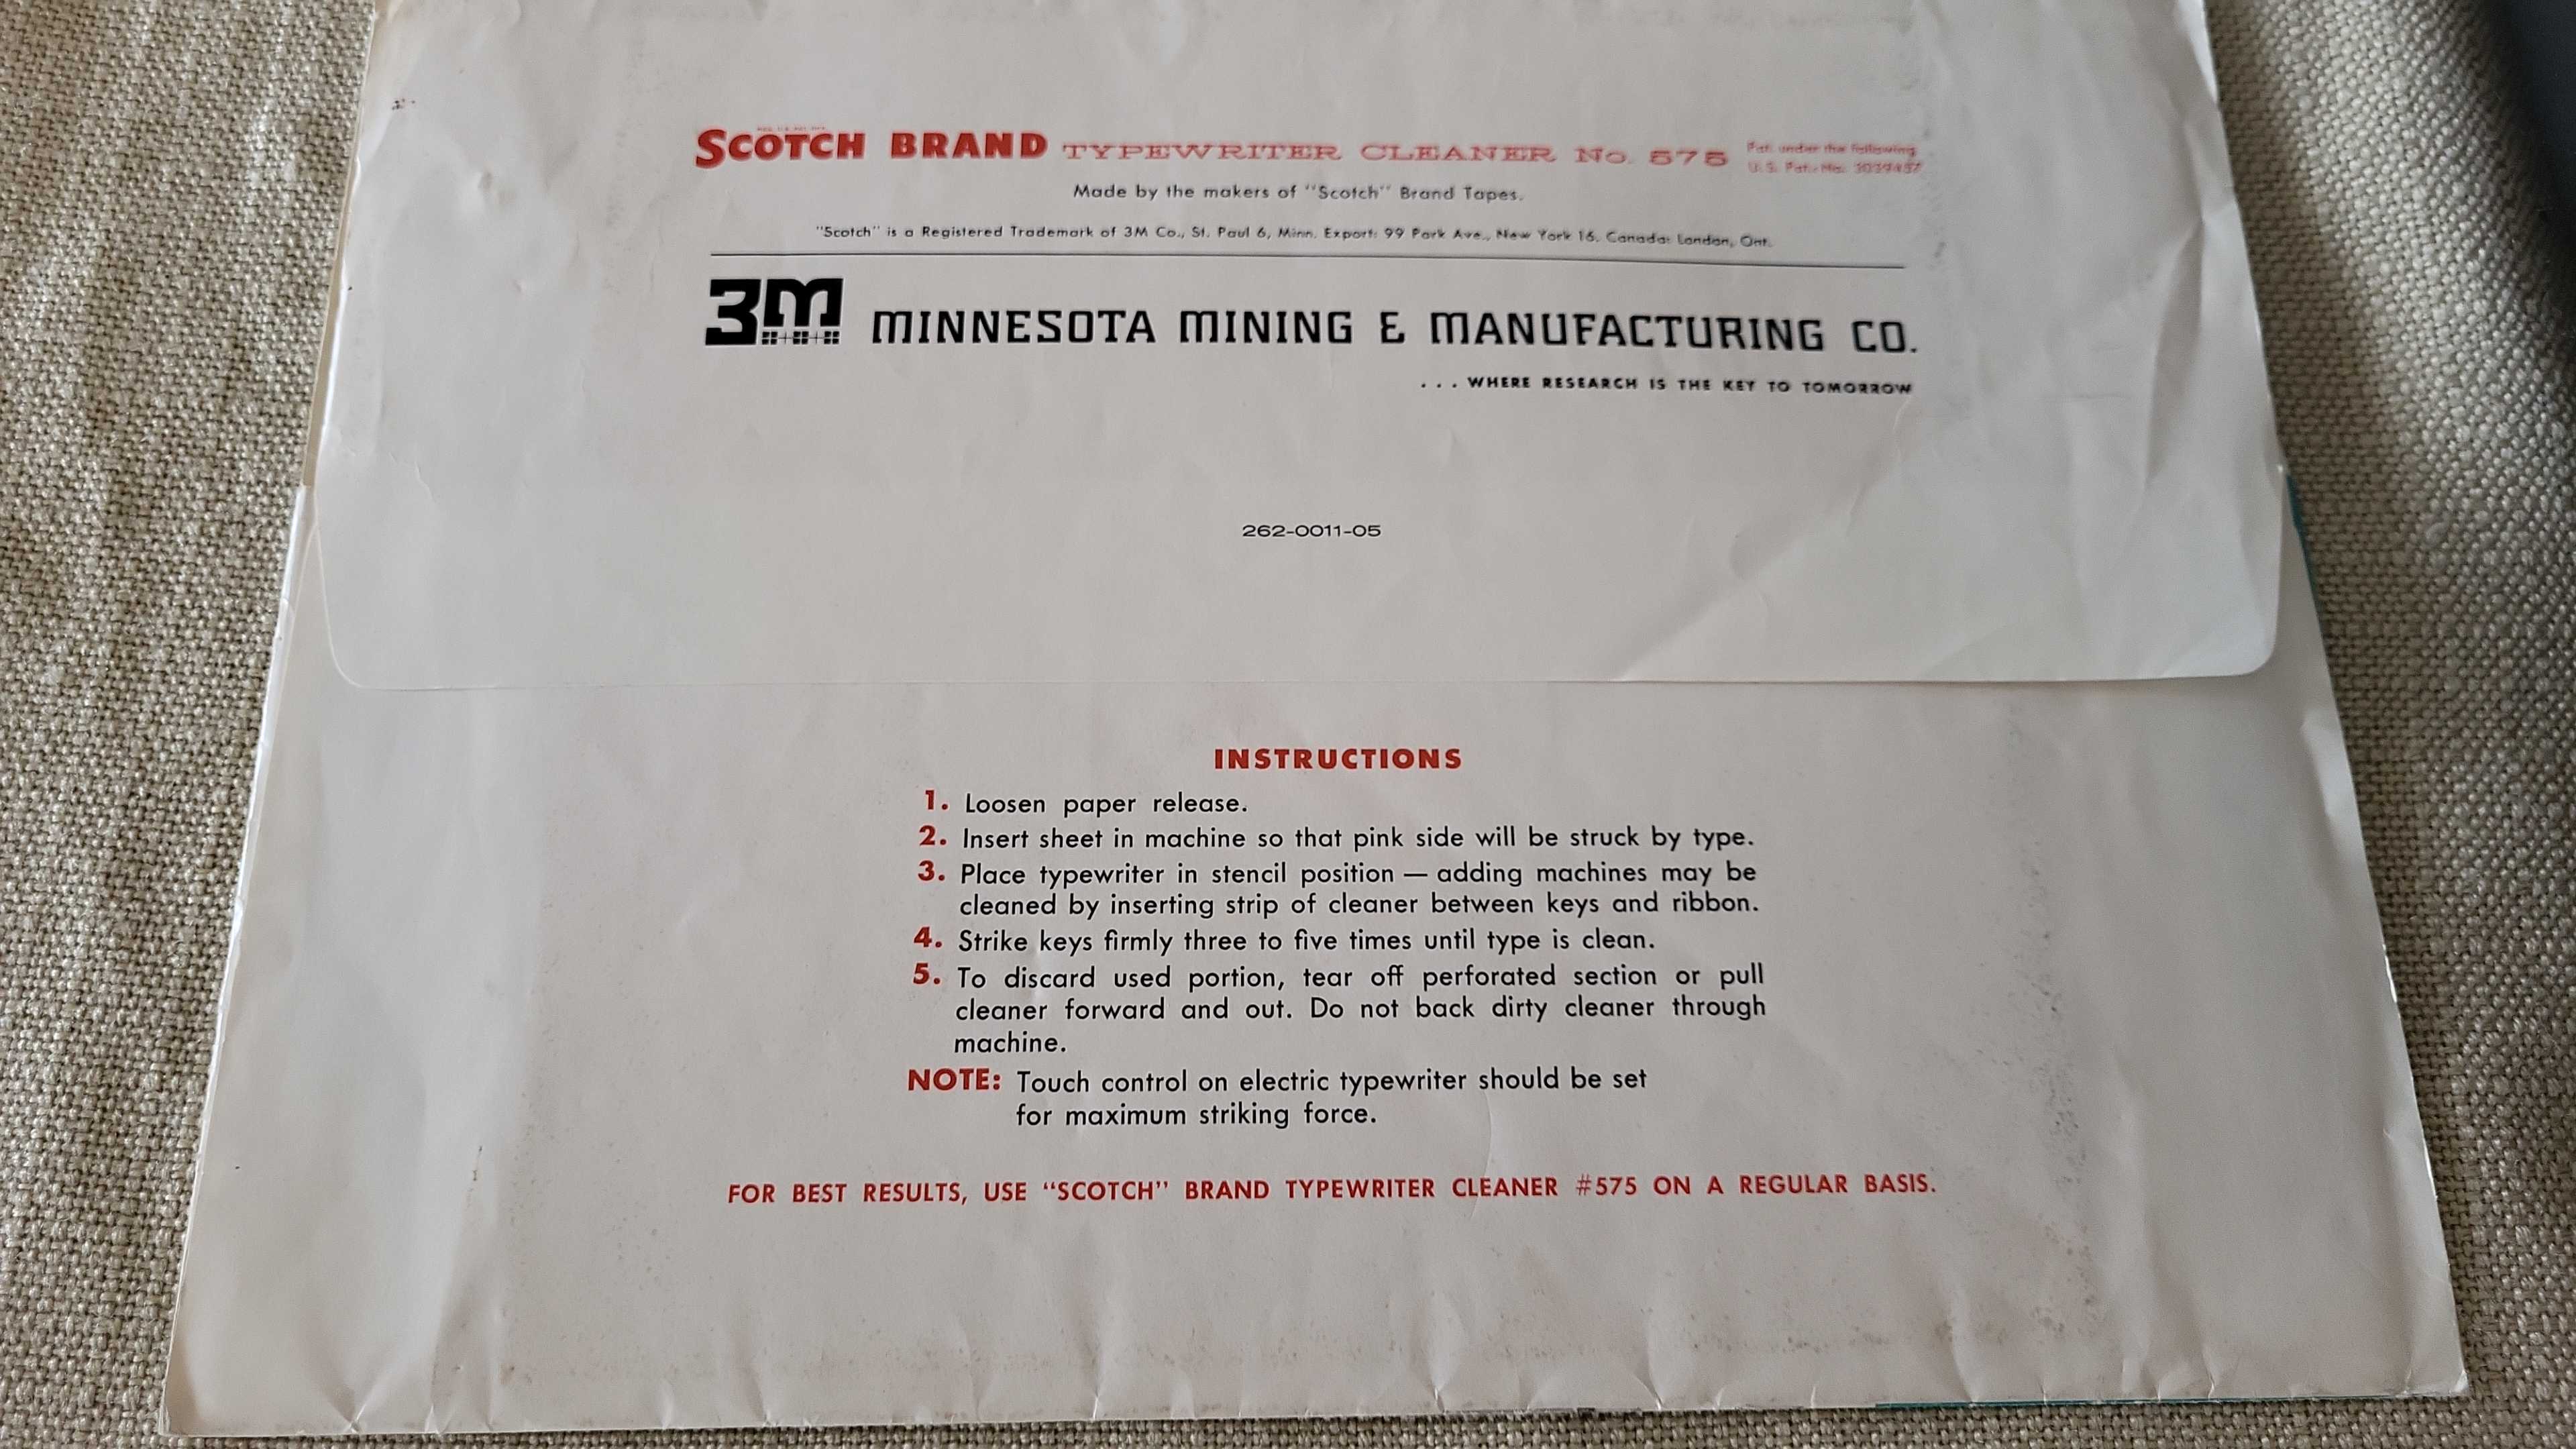 SCOTCH BRAND TYPEWRITER CLEANER No. 575 Pat. under the following
U. S. Pat. No.
Made by the makers of "Scotch" Brand Tapes.
"Scotch" is a Registered Trademark of 3M Co., St. Paul 6, Minn. Export: 99 Park Ave., New York 16. Canada: London, Ont.
3M MINNESOTA MINING & MANUFACTURING CO.
. . . WHERE RESEARCH IS THE KEY TO TOMORROW
262-0011-05
INSTRUCTIONS
1. Loosen paper release.
2. Insert sheet in machine so that pink side will be struck by type.
3. Place typewriter in stencil position — adding machines may be
cleaned by inserting strip of cleaner between keys and ribbon.
4. Strike keys firmly three to five times until type is clean.
5. To discard used portion, tear off perforated section or pull
cleaner forward and out. Do not back dirty cleaner through
machine.
NOTE: Touch control on electric typewriter should be set
for maximum striking force.
FOR BEST RESULTS, USE "SCOTCH" BRAND TYPEWRITER CLEANER #575 ON A REGULAR BASIS.